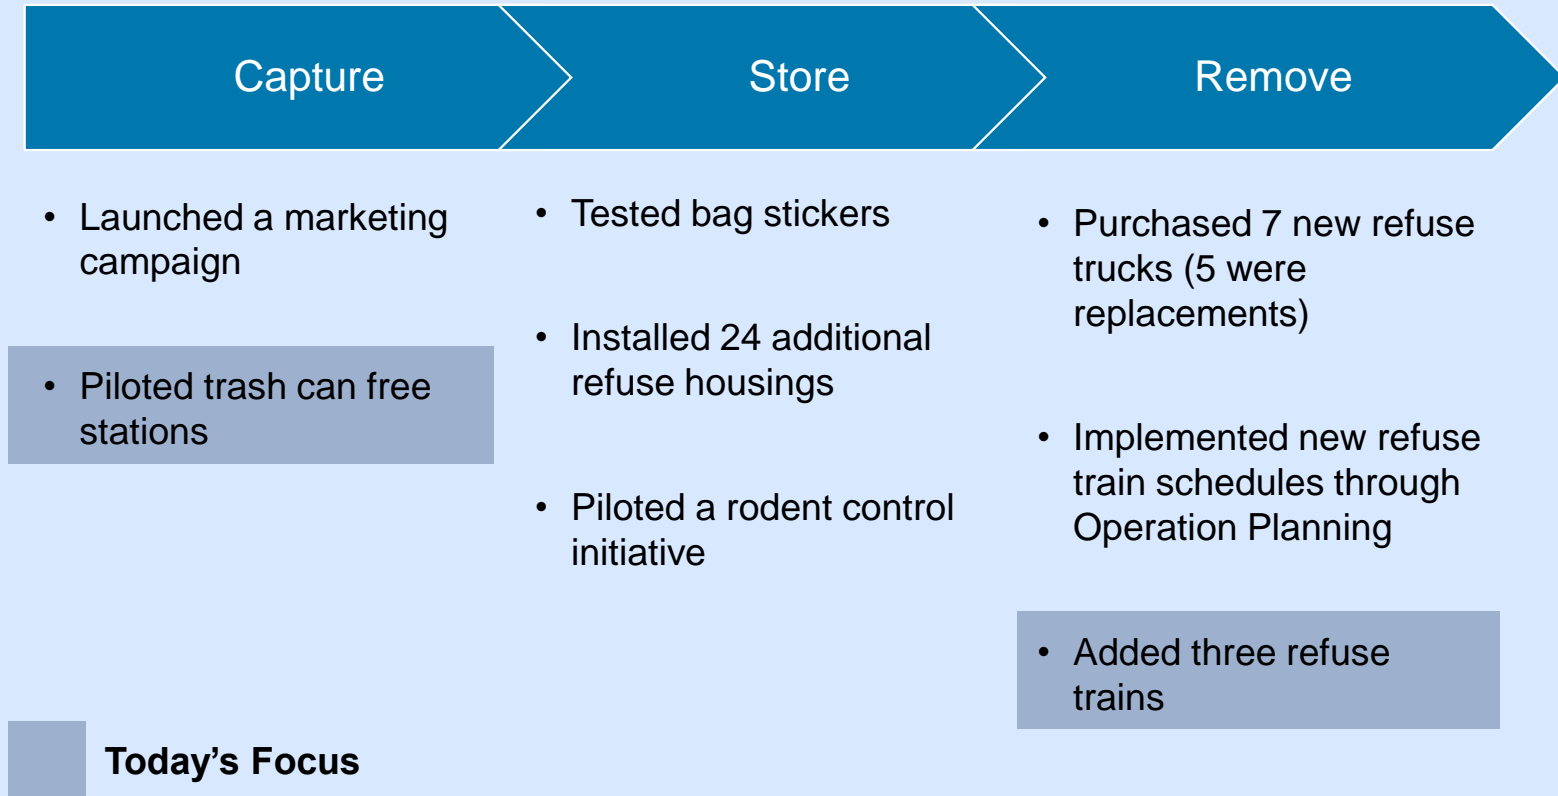 Capture
Store
Remove
• Launched a marketing
campaign
• Piloted trash can free
stations
• Tested bag stickers
• Installed 24 additional
refuse housings
• Piloted a rodent control
initiative
• Purchased 7 new refuse
trucks (5 were
replacements)
• Implemented new refuse
train schedules through
Operation Planning
• Added three refuse
trains
Today’s Focus